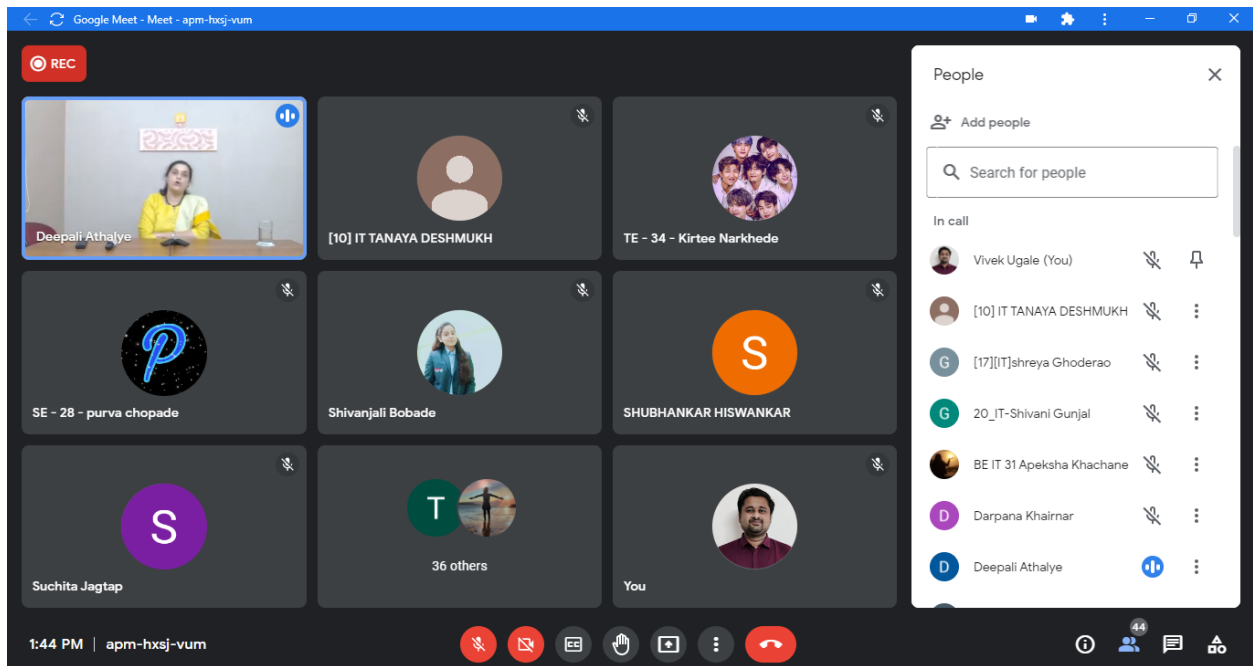 Google Meet - Meet - apm-hxsj-vum
REC
Deepali Athalye
[10] IT TANAYA DESHMUKH
TE - 34 - Kirtee Narkhede
P
SE - 28 - purva chopade
Shivanjali Bobade
S
SHUBHANKAR HISWANKAR
S
Suchita Jagtap
T
36 others
You
People
Add people
Search for people
In call
Vivek Ugale (You)
[10] IT TANAYA DESHMUKH
G
[17][IT]shreya Ghoderao
G
20_IT-Shivani Gunjal
BE IT 31 Apeksha Khachane
D
Darpana Khairnar
D
Deepali Athalye
1:44 PM | apm-hxsj-vum
CC
44